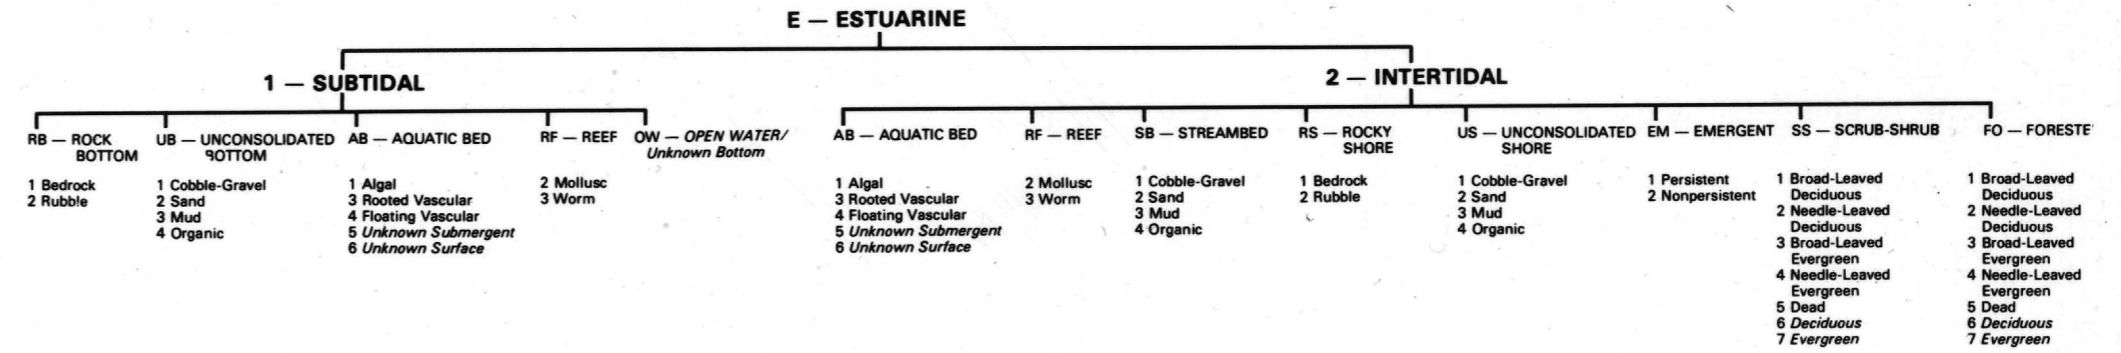 E — ESTUARINE
1 — SUBTIDAL
2 — INTERTIDAL
RB — ROCK
BOTTOM
1 Bedrock
2 Rubble
UB — UNCONSOLIDATED
BOTTOM
1 Cobble-Gravel
2 Sand
3 Mud
4 Organic
AB — AQUATIC BED
1 Algal
3 Rooted Vascular
4 Floating Vascular
5 Unknown Submergent
6 Unknown Surface
RF — REEF
2 Mollusc
3 Worm
OW — OPEN WATER/
Unknown Bottom
AB — AQUATIC BED
1 Algal
3 Rooted Vascular
4 Floating Vascular
5 Unknown Submergent
6 Unknown Surface
RF — REEF
2 Mollusc
3 Worm
SB — STREAMBED
1 Cobble-Gravel
2 Sand
3 Mud
4 Organic
RS — ROCKY
SHORE
1 Bedrock
2 Rubble
US — UNCONSOLIDATED
SHORE
1 Cobble-Gravel
2 Sand
3 Mud
4 Organic
EM — EMERGENT
1 Persistent
2 Nonpersistent
SS — SCRUB-SHRUB
1 Broad-Leaved
Deciduous
2 Needle-Leaved
Deciduous
3 Broad-Leaved
Evergreen
4 Needle-Leaved
Evergreen
5 Dead
6 Deciduous
7 Evergreen
FO — FORESTE
1 Broad-Leaved
Deciduous
2 Needle-Leaved
Deciduous
3 Broad-Leaved
Evergreen
4 Needle-Leaved
Evergreen
5 Dead
6 Deciduous
7 Evergreen